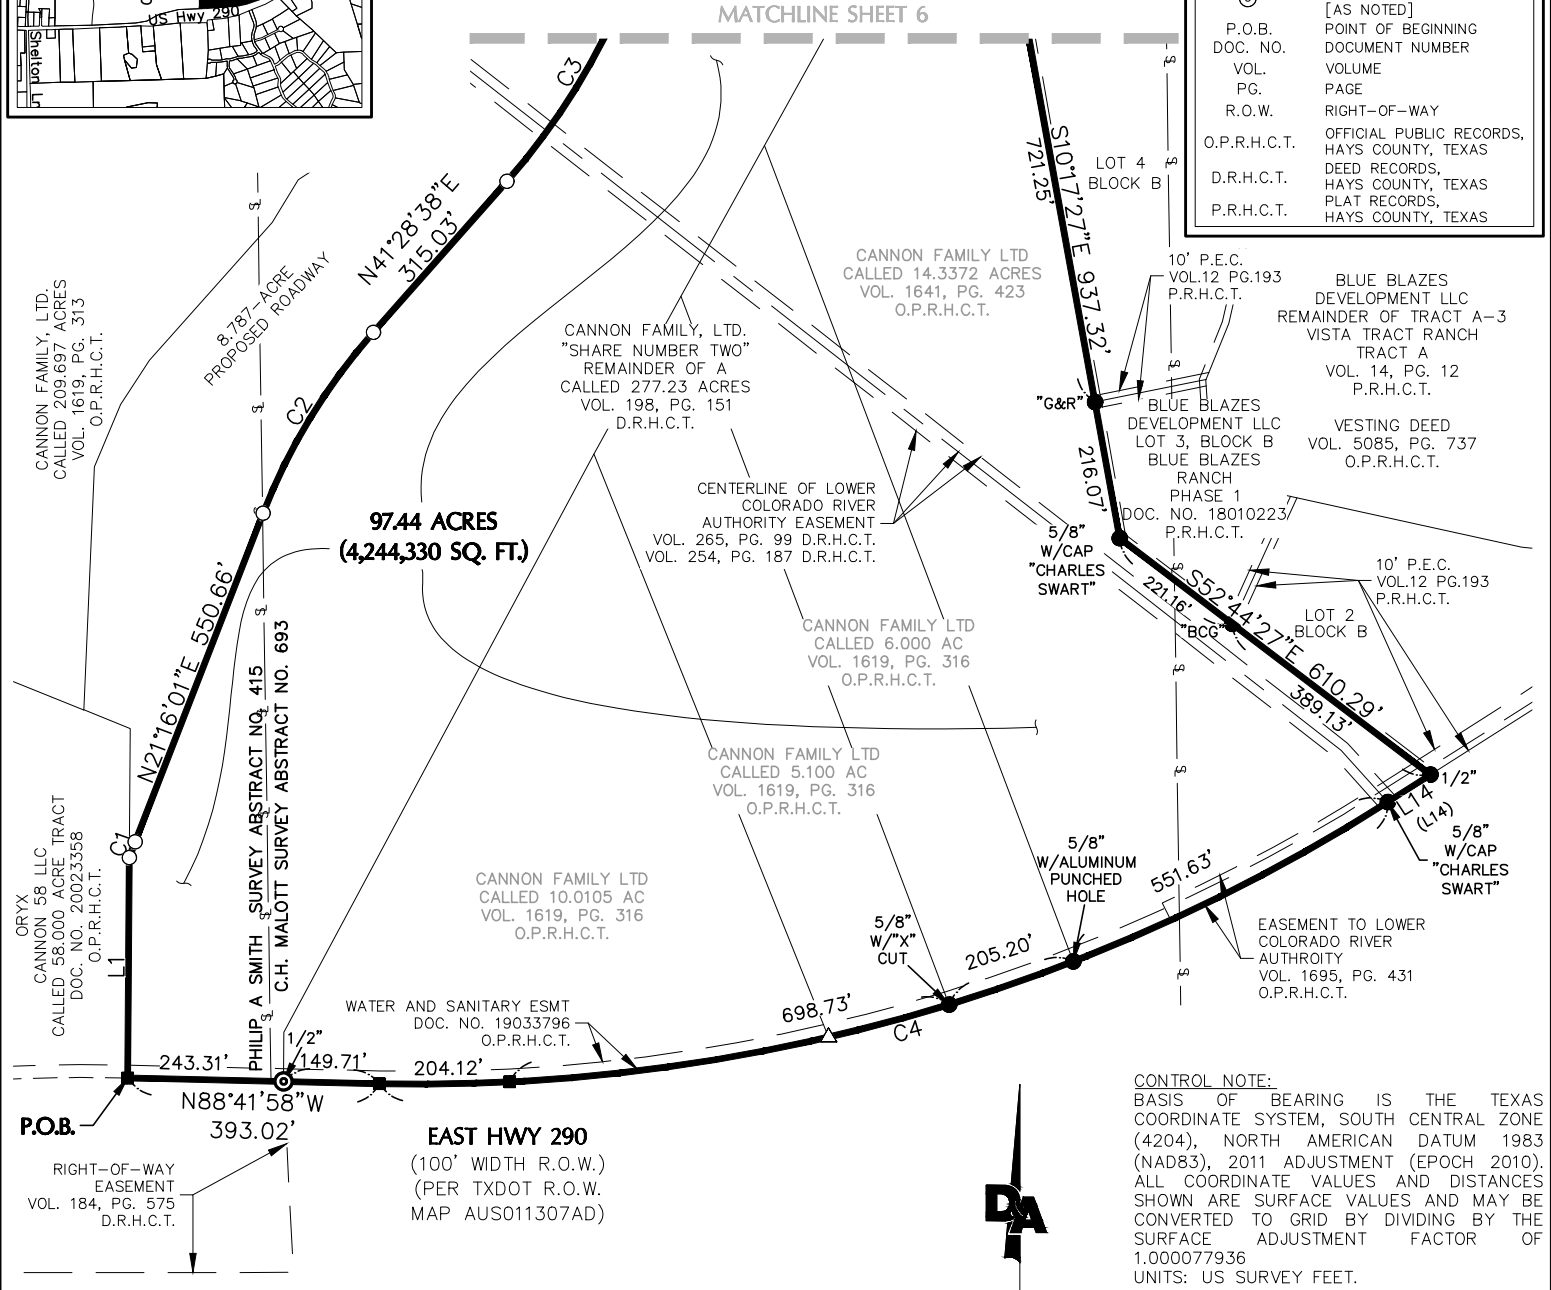 US Hwy 290
Shelton Ln
MATCHLINE SHEET 6
[AS NOTED]
P.O.B. POINT OF BEGINNING
DOC. NO. DOCUMENT NUMBER
VOL. VOLUME
PG. PAGE
R.O.W. RIGHT-OF-WAY
O.P.R.H.C.T. OFFICIAL PUBLIC RECORDS,
HAYS COUNTY, TEXAS
D.R.H.C.T. DEED RECORDS,
HAYS COUNTY, TEXAS
P.R.H.C.T. PLAT RECORDS,
HAYS COUNTY, TEXAS
C3
N41°28'38"E
315.03'
C2
8.787-ACRE
PROPOSED ROADWAY
CANNON FAMILY, LTD.
CALLED 209.697 ACRES
VOL. 1619, PG. 313
O.P.R.H.C.T.
CANNON FAMILY, LTD.
"SHARE NUMBER TWO"
REMAINDER OF A
CALLED 277.23 ACRES
VOL. 198, PG. 151
D.R.H.C.T.
CANNON FAMILY LTD
CALLED 14.3372 ACRES
VOL. 1641, PG. 423
O.P.R.H.C.T.
S10°17'27"E 937.32'
721.25'
LOT 4
BLOCK B
10' P.E.C.
VOL.12 PG.193
P.R.H.C.T.
BLUE BLAZES
DEVELOPMENT LLC
REMAINDER OF TRACT A-3
VISTA TRACT RANCH
TRACT A
VOL. 14, PG. 12
P.R.H.C.T.
VESTING DEED
VOL. 5085, PG. 737
O.P.R.H.C.T.
"G&R"
BLUE BLAZES
DEVELOPMENT LLC
LOT 3, BLOCK B
BLUE BLAZES
RANCH
PHASE 1
DOC. NO. 18010223
P.R.H.C.T.
216.07'
97.44 ACRES
(4,244,330 SQ. FT.)
CENTERLINE OF LOWER
COLORADO RIVER
AUTHORITY EASEMENT
VOL. 265, PG. 99 D.R.H.C.T.
VOL. 254, PG. 187 D.R.H.C.T.
5/8"
W/CAP
"CHARLES
SWART"
S52°44'27"E 610.29'
221.16'
"BCG"
389.13'
10' P.E.C.
VOL.12 PG.193
P.R.H.C.T.
LOT 2
BLOCK B
N21°16'01"E 550.66'
PHILIP A SMITH SURVEY ABSTRACT NO. 415
C.H. MALOTT SURVEY ABSTRACT NO. 693
CANNON FAMILY LTD
CALLED 6.000 AC
VOL. 1619, PG. 316
O.P.R.H.C.T.
CANNON FAMILY LTD
CALLED 5.100 AC
VOL. 1619, PG. 316
O.P.R.H.C.T.
1/2"
L14
(L14)
5/8"
W/CAP
"CHARLES
SWART"
C1
ORYX
CANNON 58 LLC
CALLED 58.000 ACRE TRACT
DOC. NO. 20023358
O.P.R.H.C.T.
L1
CANNON FAMILY LTD
CALLED 10.0105 AC
VOL. 1619, PG. 316
O.P.R.H.C.T.
5/8"
W/ALUMINUM
PUNCHED
HOLE
551.63'
5/8"
W/"X"
CUT
205.20'
EASEMENT TO LOWER
COLORADO RIVER
AUTHROITY
VOL. 1695, PG. 431
O.P.R.H.C.T.
WATER AND SANITARY ESMT
DOC. NO. 19033796
O.P.R.H.C.T.
698.73'
C4
1/2"
243.31'
149.71'
204.12'
N88°41'58"W
393.02'
P.O.B.
EAST HWY 290
(100' WIDTH R.O.W.)
(PER TXDOT R.O.W.
MAP AUS011307AD)
RIGHT-OF-WAY
EASEMENT
VOL. 184, PG. 575
D.R.H.C.T.
DA
CONTROL NOTE:
BASIS OF BEARING IS THE TEXAS
COORDINATE SYSTEM, SOUTH CENTRAL ZONE
(4204), NORTH AMERICAN DATUM 1983
(NAD83), 2011 ADJUSTMENT (EPOCH 2010).
ALL COORDINATE VALUES AND DISTANCES
SHOWN ARE SURFACE VALUES AND MAY BE
CONVERTED TO GRID BY DIVIDING BY THE
SURFACE ADJUSTMENT FACTOR OF
1.000077936
UNITS: US SURVEY FEET.